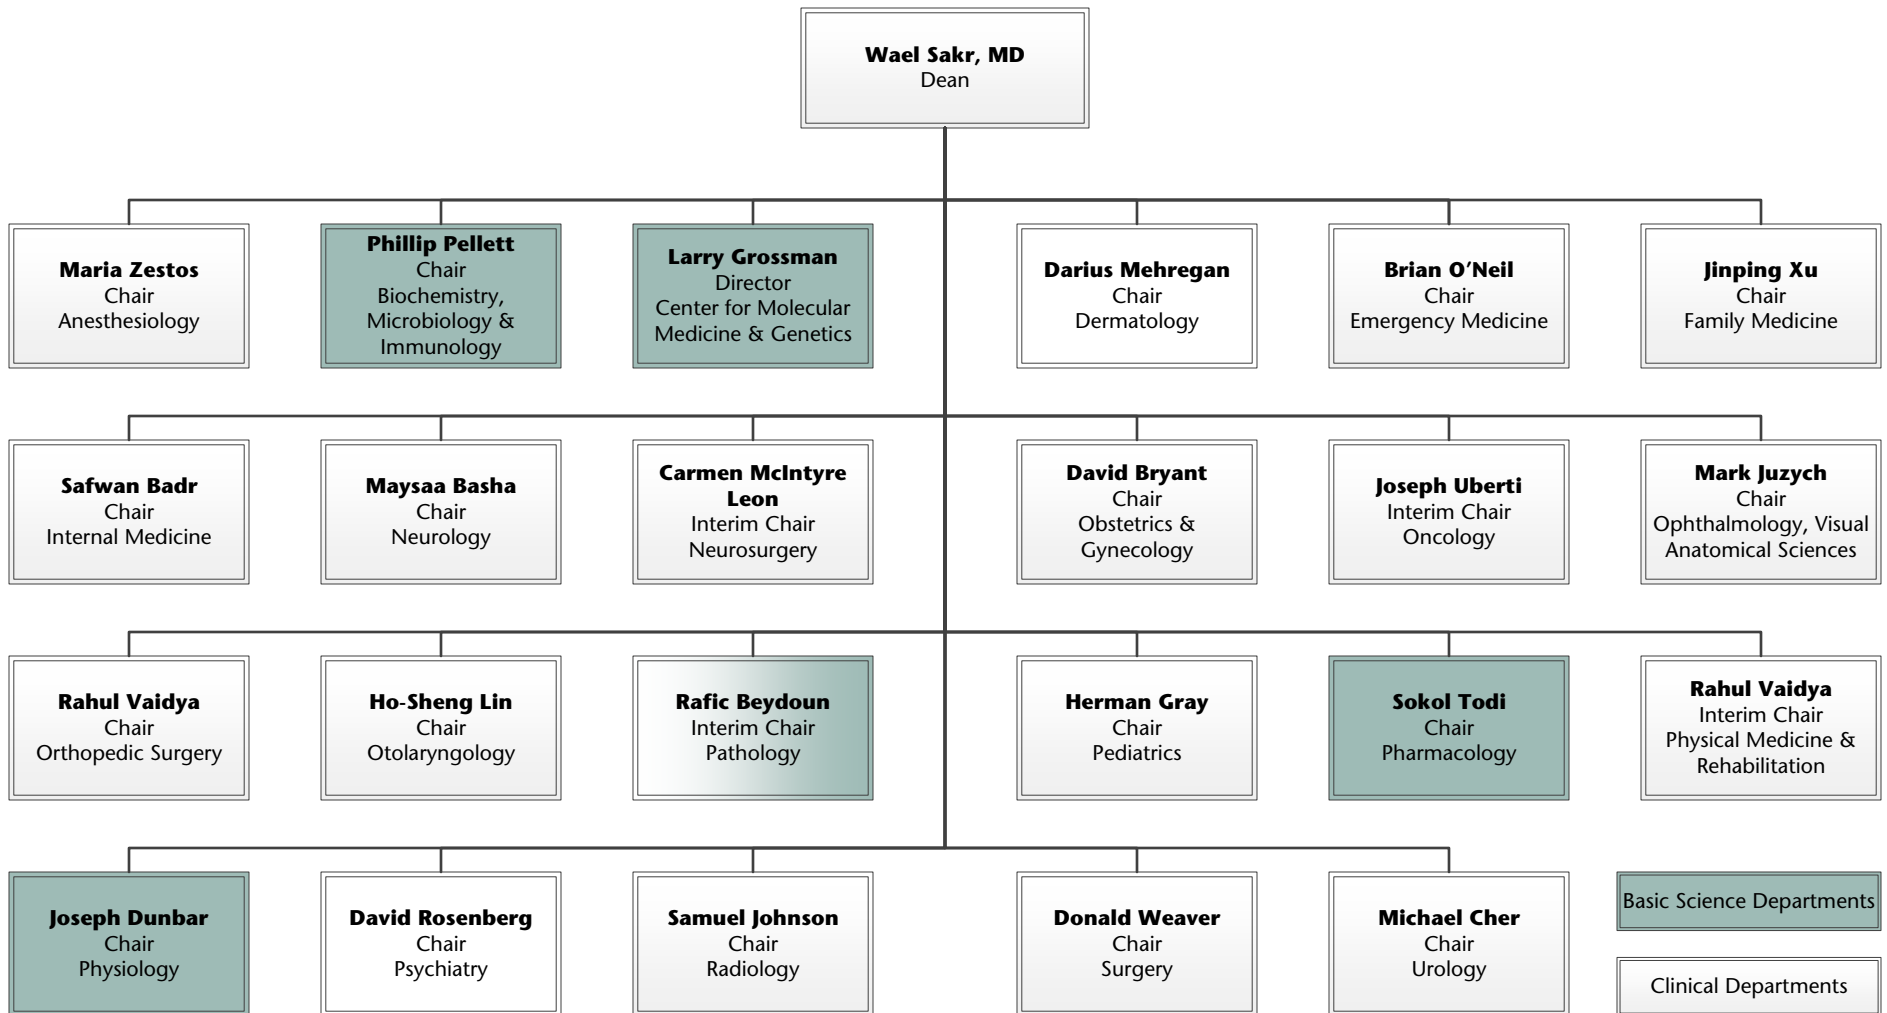 Wael Sakr, MD
Dean
Maria Zestos
Chair
Anesthesiology
Phillip Pellett
Chair
Biochemistry,
Microbiology &
Immunology
Larry Grossman
Director
Center for Molecular
Medicine & Genetics
Darius Mehregan
Chair
Dermatology
Brian O’Neil
Chair
Emergency Medicine
Jinping Xu
Chair
Family Medicine
Safwan Badr
Chair
Internal Medicine
Maysaa Basha
Chair
Neurology
Carmen McIntyre
Leon
Interim Chair
Neurosurgery
David Bryant
Chair
Obstetrics &
Gynecology
Joseph Uberti
Interim Chair
Oncology
Mark Juzych
Chair
Ophthalmology, Visual
Anatomical Sciences
Rahul Vaidya
Chair
Orthopedic Surgery
Ho-Sheng Lin
Chair
Otolaryngology
Rafic Beydoun
Interim Chair
Pathology
Herman Gray
Chair
Pediatrics
Sokol Todi
Chair
Pharmacology
Rahul Vaidya
Interim Chair
Physical Medicine &
Rehabilitation
Joseph Dunbar
Chair
Physiology
David Rosenberg
Chair
Psychiatry
Samuel Johnson
Chair
Radiology
Donald Weaver
Chair
Surgery
Michael Cher
Chair
Urology
Basic Science Departments
Clinical Departments